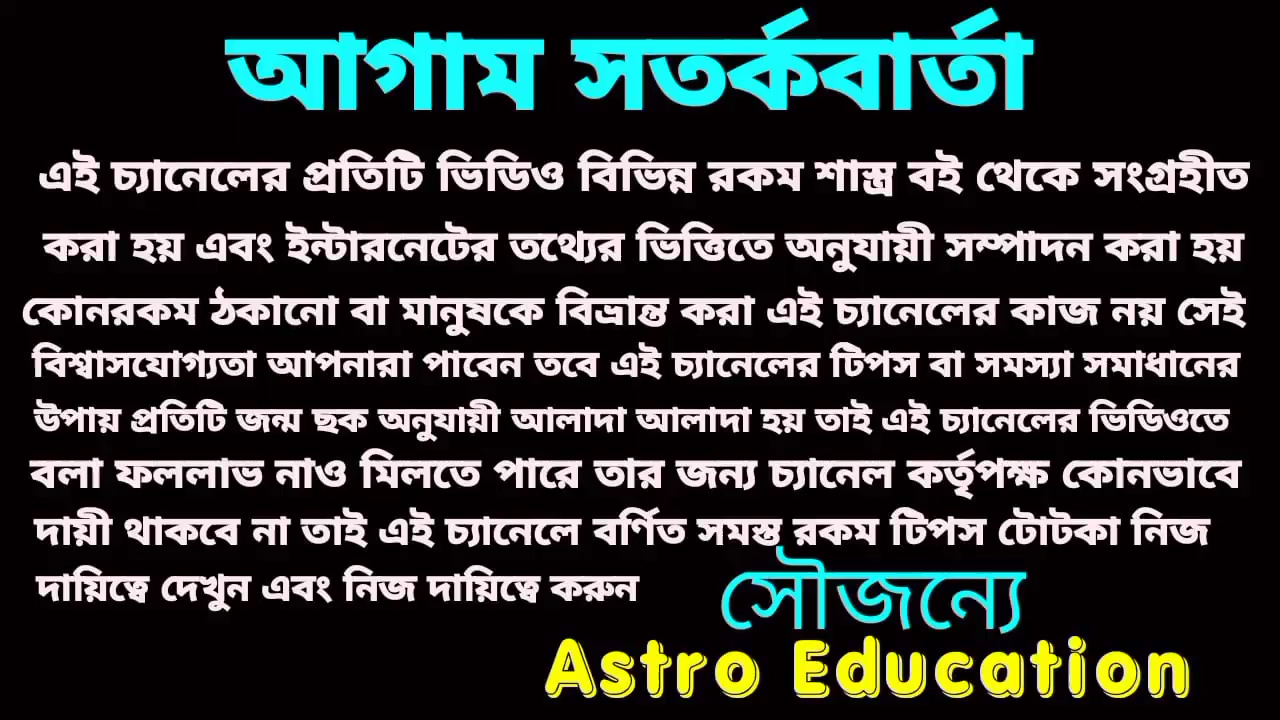 আগাম সতর্কবার্তা
এই চ্যানেলের প্রতিটি ভিডিও বিভিন্ন রকম শাস্ত্র বই থেকে সংগ্রহীত
করা হয় এবং ইন্টারনেটের তথ্যের ভিত্তিতে অনুযায়ী সম্পাদন করা হয়
কোনরকম ঠকানো বা মানুষকে বিভ্রান্ত করা এই চ্যানেলের কাজ নয় সেই
বিশ্বাসযোগ্যতা আপনারা পাবেন তবে এই চ্যানেলের টিপস বা সমস্যা সমাধানের
উপায় প্রতিটি জন্ম ছক অনুযায়ী আলাদা আলাদা হয় তাই এই চ্যানেলের ভিডিওতে
বলা ফললাভ নাও মিলতে পারে তার জন্য চ্যানেল কর্তৃপক্ষ কোনভাবে
দায়ী থাকবে না তাই এই চ্যানেলে বর্ণিত সমস্ত রকম টিপস টোটকা নিজ
দায়িত্বে দেখুন এবং নিজ দায়িত্বে করুন
সৌজন্যে
Astro Education